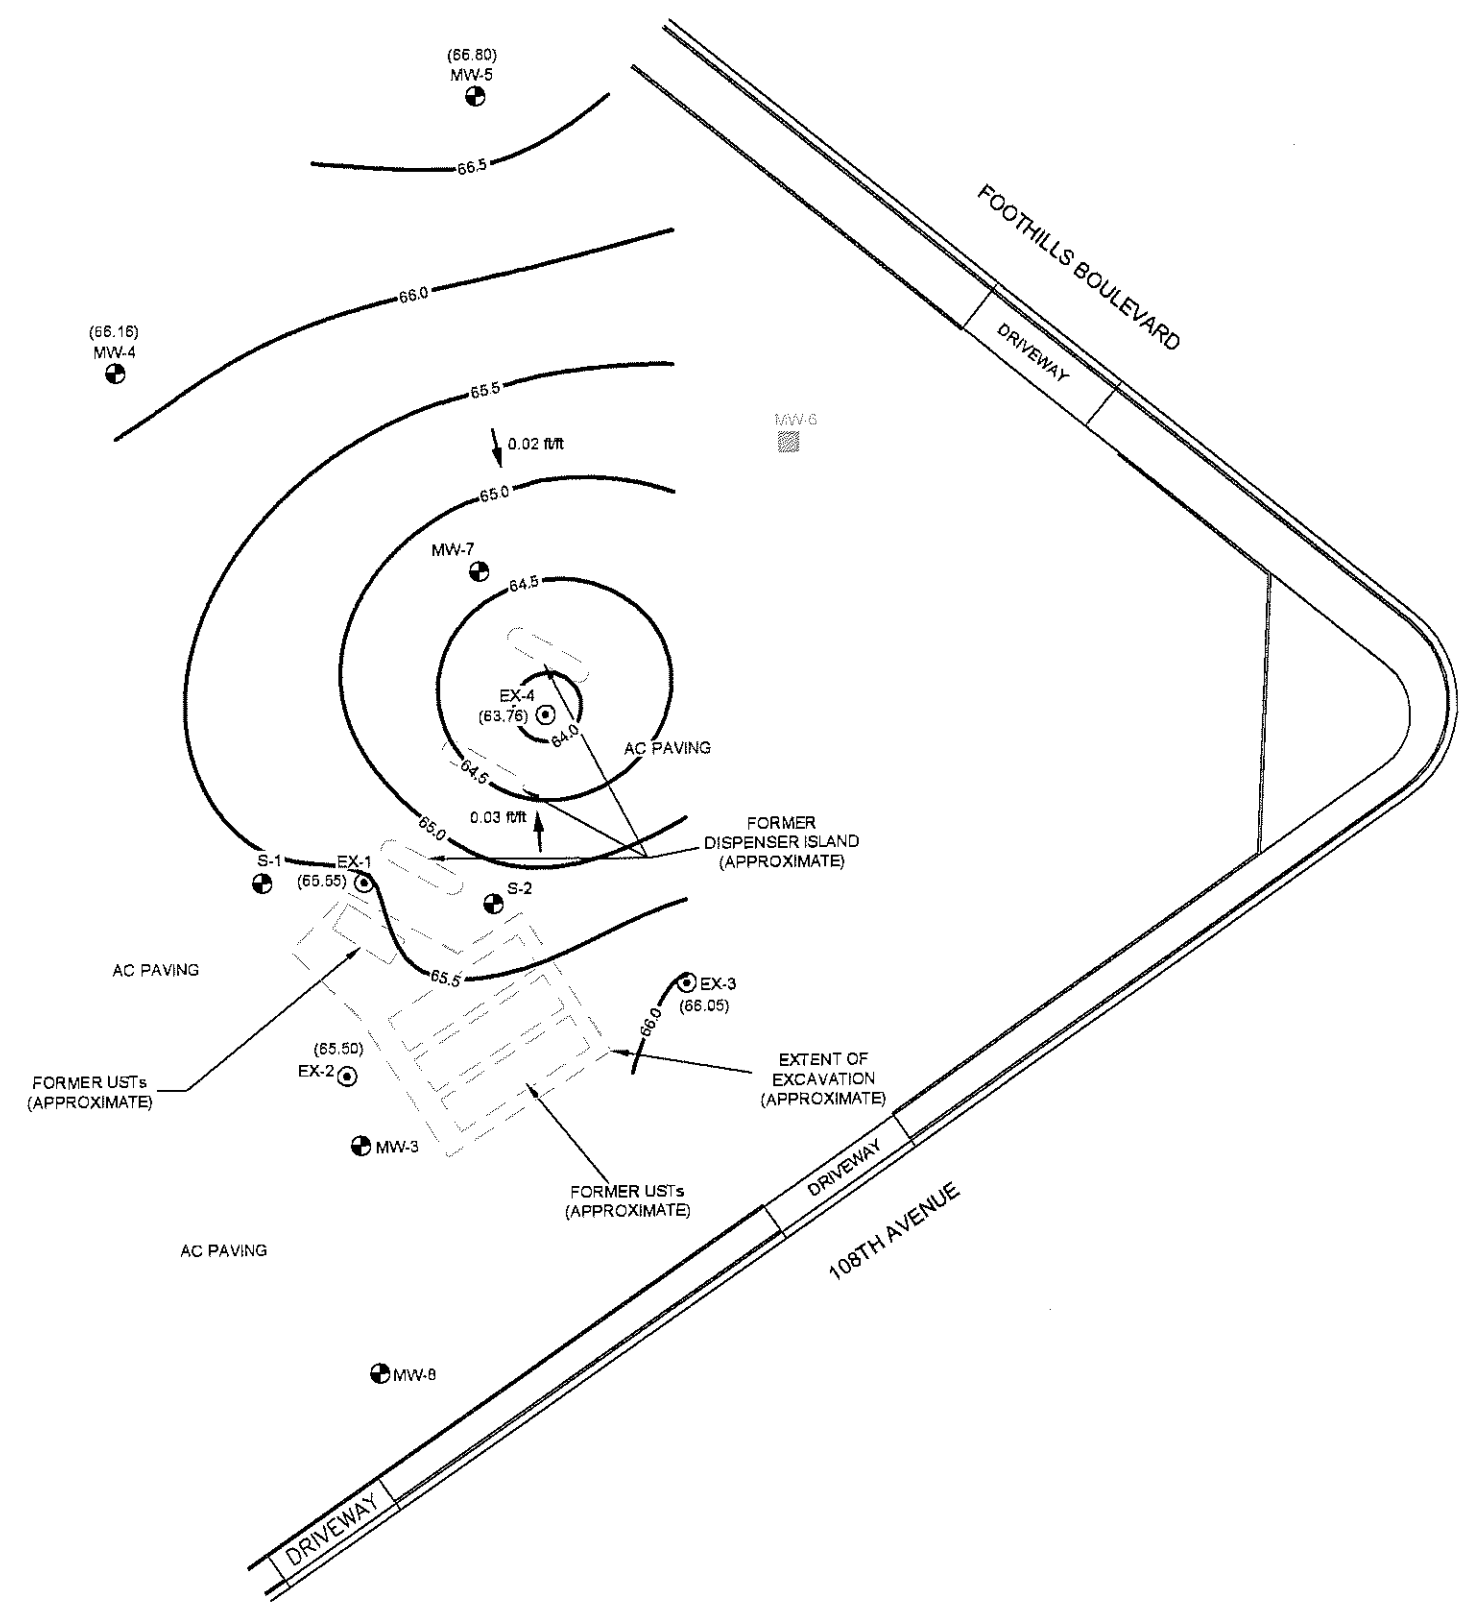 (66.80)
MW-5
66.5
FOOTHILLS BOULEVARD
66.0
(66.16)
MW-4
DRIVEWAY
65.5
MW-6
0.02 ft/ft
65.0
MW-7
64.5
EX-4
(63.76)
64.0
AC PAVING
64.5
0.03 ft/ft
65.0
FORMER
DISPENSER ISLAND
(APPROXIMATE)
S-1
EX-1
(65.55)
S-2
AC PAVING
65.5
EX-3
(66.05)
66.0
(65.50)
EX-2
EXTENT OF
EXCAVATION
(APPROXIMATE)
FORMER USTs
(APPROXIMATE)
MW-3
DRIVEWAY
FORMER USTs
(APPROXIMATE)
108TH AVENUE
AC PAVING
MW-8
DRIVEWAY